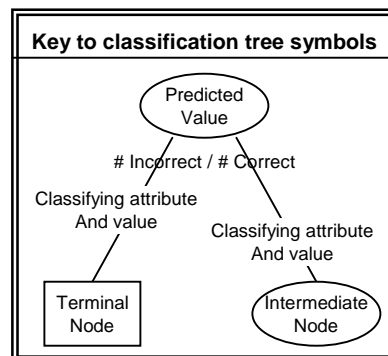 Key to classification tree symbols
Predicted
Value
# Incorrect / # Correct
Classifying attribute
And value
Classifying attribute
And value
Terminal
Node
Intermediate
Node